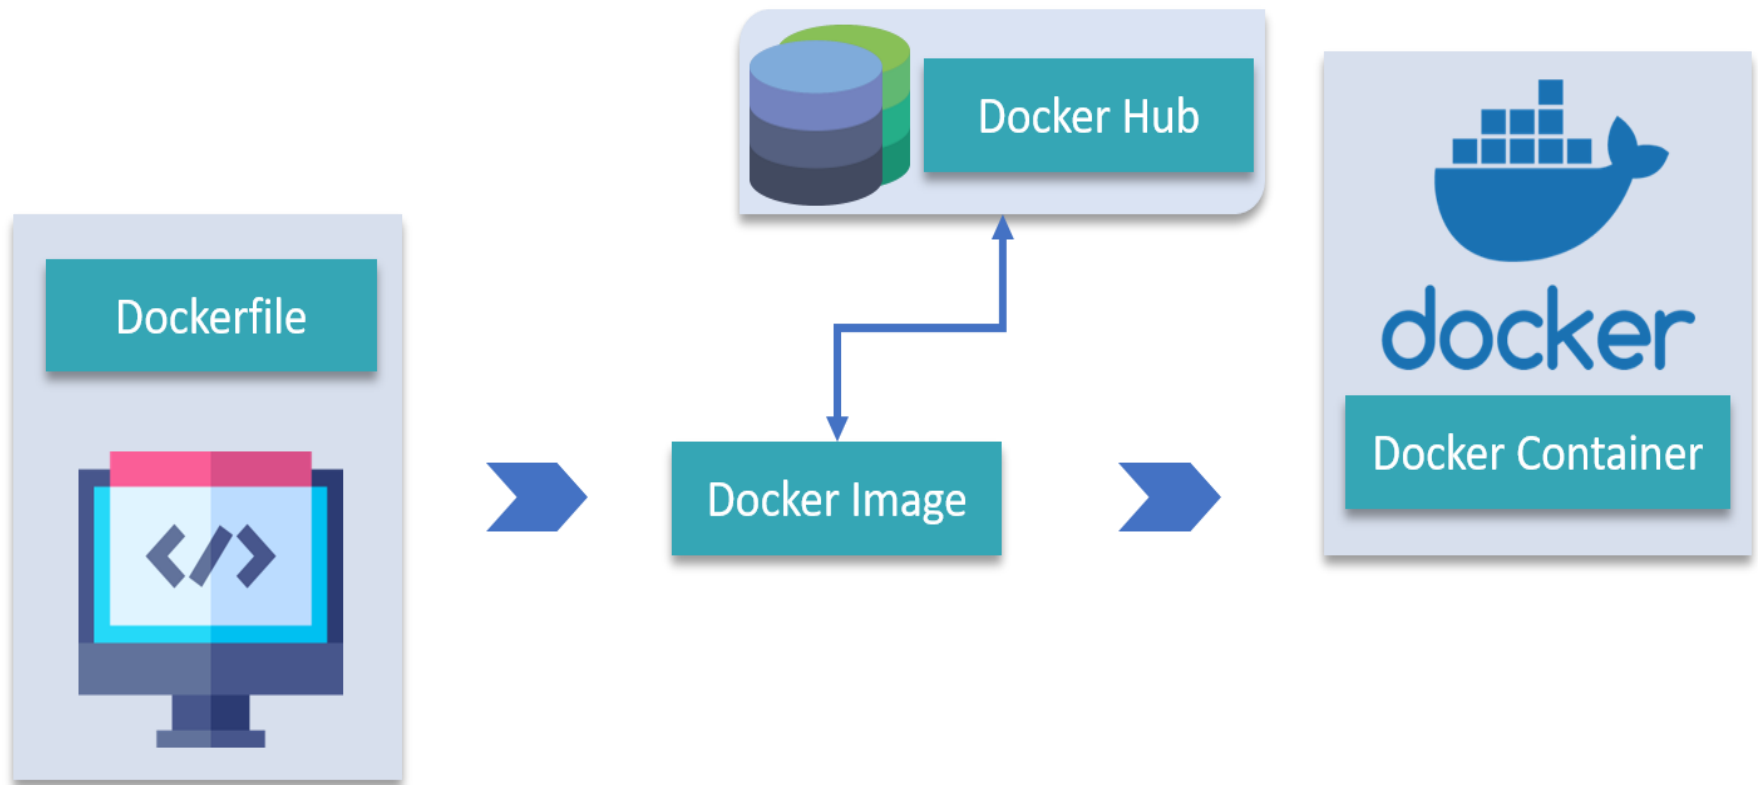 Docker Hub
Dockerfile
</>
docker
Docker Container
Docker Image